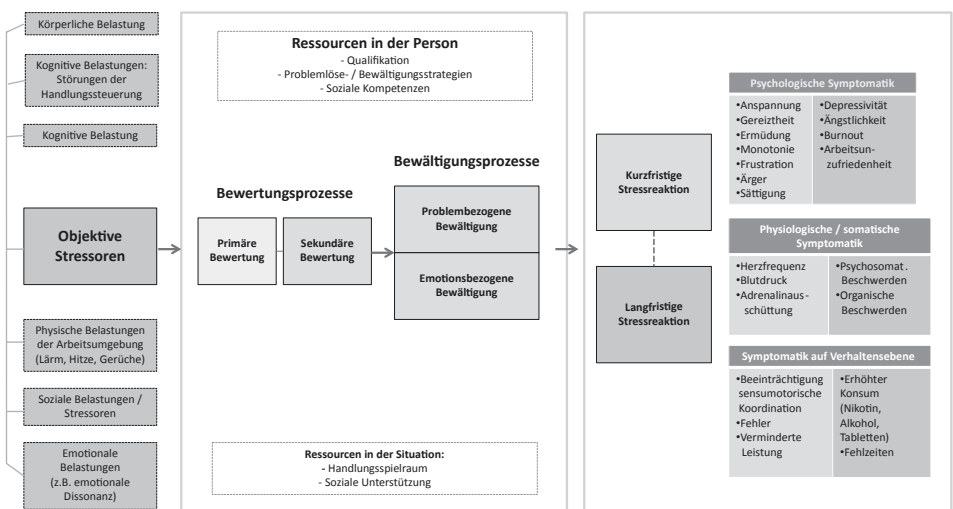 Körperliche Belastung
Kognitive Belastungen:
Störungen der
Handlungssteuerung
Kognitive Belastung
Objektive
Stressoren
Physische Belastungen
der Arbeitsumgebung
(Lärm, Hitze, Gerüche)
Soziale Belastungen /
Stressoren
Emotionale
Belastungen
(z.B. emotionale
Dissonanz)
Ressourcen in der Person
- Qualifikation
- Problemlöse- / Bewältigungsstrategien
- Soziale Kompetenzen
Bewertungsprozesse
Primäre
Bewertung
Sekundäre
Bewertung
Bewältigungsprozesse
Problembezogene
Bewältigung
Emotionsbezogene
Bewältigung
Ressourcen in der Situation:
- Handlungsspielraum
- Soziale Unterstützung
Kurzfristige
Stressreaktion
Langfristige
Stressreaktion
Psychologische Symptomatik
•Anspannung
•Gereiztheit
•Ermüdung
•Monotonie
•Frustration
•Ärger
•Sättigung
•Depressivität
•Ängstlichkeit
•Burnout
•Arbeitsun-
zufriedenheit
Physiologische / somatische
Symptomatik
•Herzfrequenz
•Blutdruck
•Adrenalinaus-
schüttung
•Psychosomat.
Beschwerden
•Organische
Beschwerden
Symptomatik auf Verhaltensebene
•Beeinträchtigung
sensumotorische
Koordination
•Fehler
•Verminderte
Leistung
•Erhöhter
Konsum
(Nikotin,
Alkohol,
Tabletten)
•Fehlzeiten